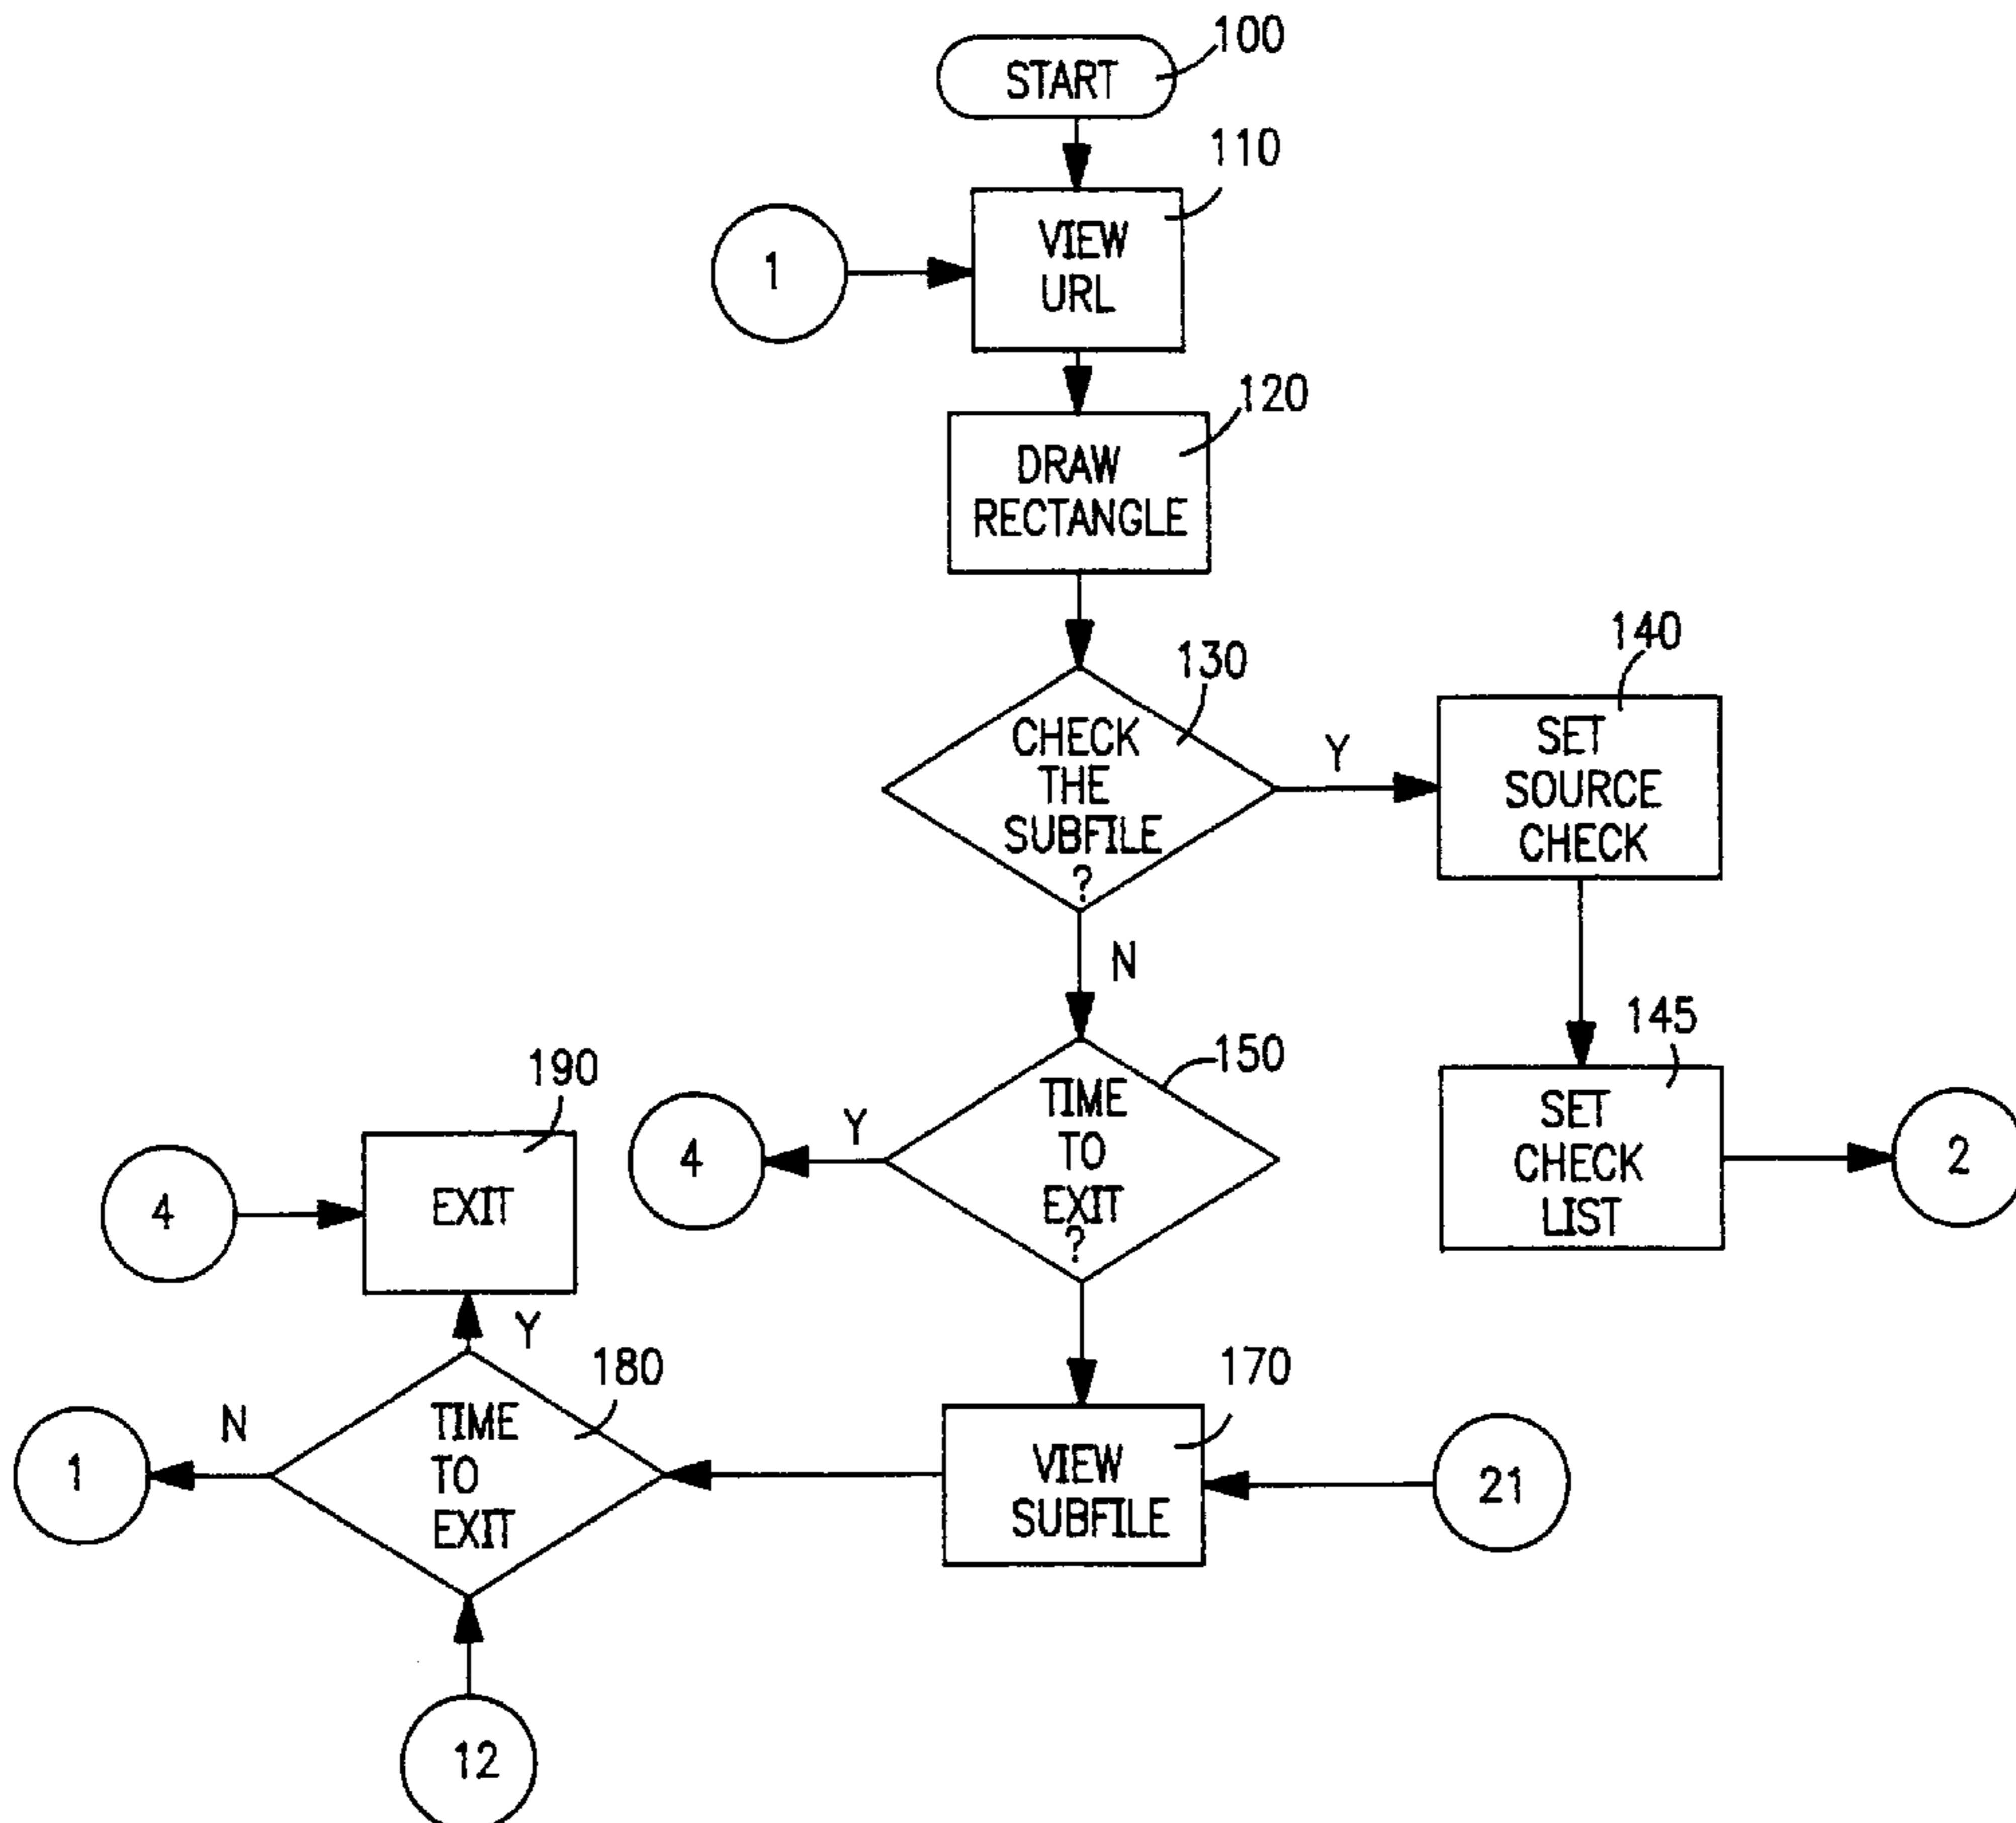 START
100
110
VIEW
URL
1
120
DRAW
RECTANGLE
130
CHECK
THE
SUBFILE
?
Y
140
SET
SOURCE
CHECK
N
145
SET
CHECK
LIST
2
150
TIME
TO
EXIT
?
Y
4
190
EXIT
4
Y
180
TIME
TO
EXIT
N
1
170
VIEW
SUBFILE
21
12